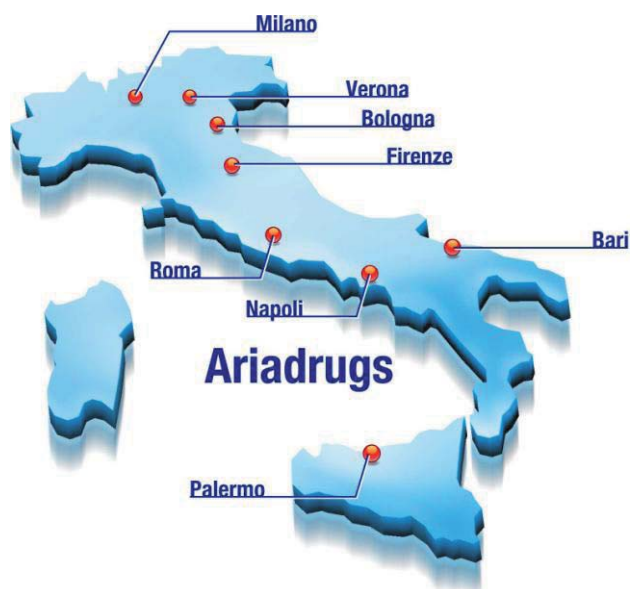 Milano
Verona
Bologna
Firenze
Bari
Roma
Napoli
Ariadrugs
Palermo